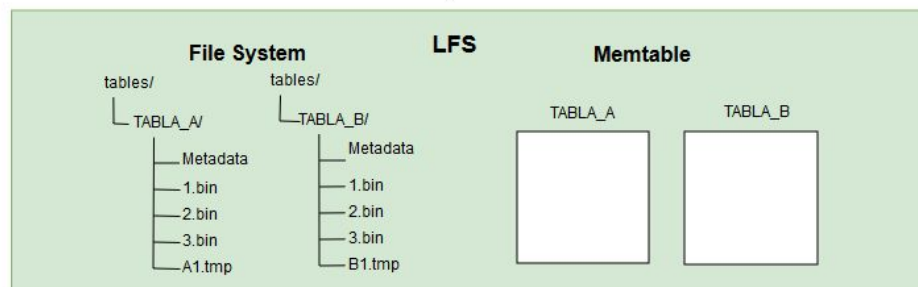 LFS
File System
tables/
TABLA_A/
Metadata
1.bin
2.bin
3.bin
A1.tmp
tables/
TABLA_B/
Metadata
1.bin
2.bin
3.bin
B1.tmp
Memtable
TABLA_A
TABLA_B